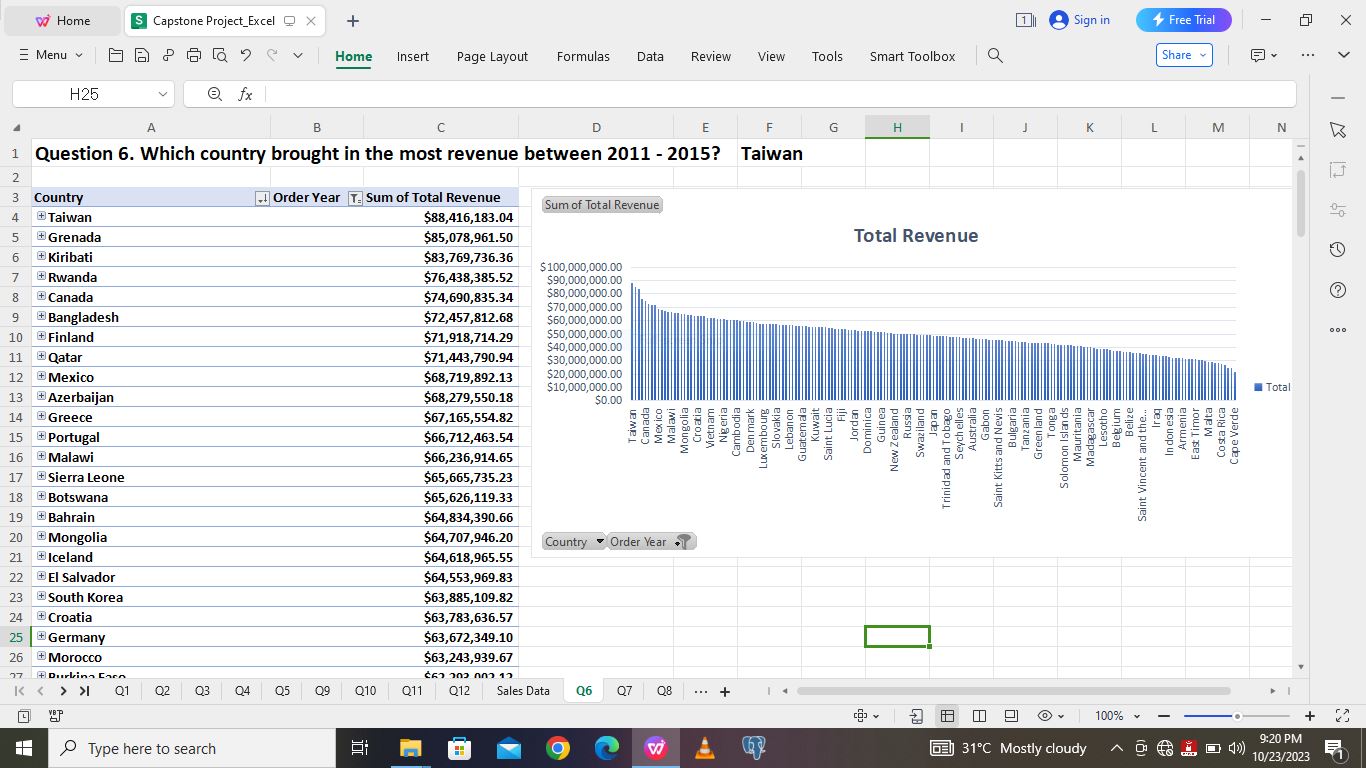 Home
Capstone Project_Excel
1
Sign in
Free Trial
Menu
Home
Insert
Page Layout
Formulas
Data
Review
View
Tools
Smart Toolbox
Share
H25
fx
A B C D E F G H I J K L M N
1 Question 6. Which country brought in the most revenue between 2011 - 2015? Taiwan
2
3 Country Order Year Sum of Total Revenue
4 Taiwan $88,416,183.04
5 Grenada $85,078,961.50
6 Kiribati $83,769,736.36
7 Rwanda $76,438,385.52
8 Canada $74,690,835.34
9 Bangladesh $72,457,812.68
10 Finland $71,918,714.29
11 Qatar $71,443,790.94
12 Mexico $68,719,892.13
13 Azerbaijan $68,279,550.18
14 Greece $67,165,554.82
15 Portugal $66,712,463.54
16 Malawi $66,236,914.65
17 Sierra Leone $65,665,735.23
18 Botswana $65,626,119.33
19 Bahrain $64,834,390.66
20 Mongolia $64,707,946.20
21 Iceland $64,618,965.55
22 El Salvador $64,553,969.83
23 South Korea $63,885,109.82
24 Croatia $63,783,636.57
25 Germany $63,672,349.10
26 Morocco $63,243,939.67
27 Burkina Faso
Sum of Total Revenue
Total Revenue
$100,000,000.00
$90,000,000.00
$80,000,000.00
$70,000,000.00
$60,000,000.00
$50,000,000.00
$40,000,000.00
$30,000,000.00
$20,000,000.00
$10,000,000.00
$0.00
Taiwan
Canada
Mexico
Malawi
Mongolia
Croatia
Vietnam
Nigeria
Cambodia
Denmark
Luxembourg
Slovakia
Lebanon
Guatemala
Kuwait
Saint Lucia
Fiji
Jordan
Dominica
Guinea
New Zealand
Russia
Swaziland
Japan
Trinidad and Tobago
Seychelles
Australia
Gabon
Saint Kitts and Nevis
Bulgaria
Tanzania
Greenland
Tonga
Solomon Islands
Mauritania
Madagascar
Lesotho
Belgium
Belize
Saint Vincent and the...
Iraq
Indonesia
Armenia
East Timor
Malta
Costa Rica
Cape Verde
Total
Country Order Year
Q1 Q2 Q3 Q4 Q5 Q9 Q10 Q11 Q12 Sales Data Q6 Q7 Q8 ...
100%
Type here to search
31°C Mostly cloudy
9:20 PM
10/23/2023
1